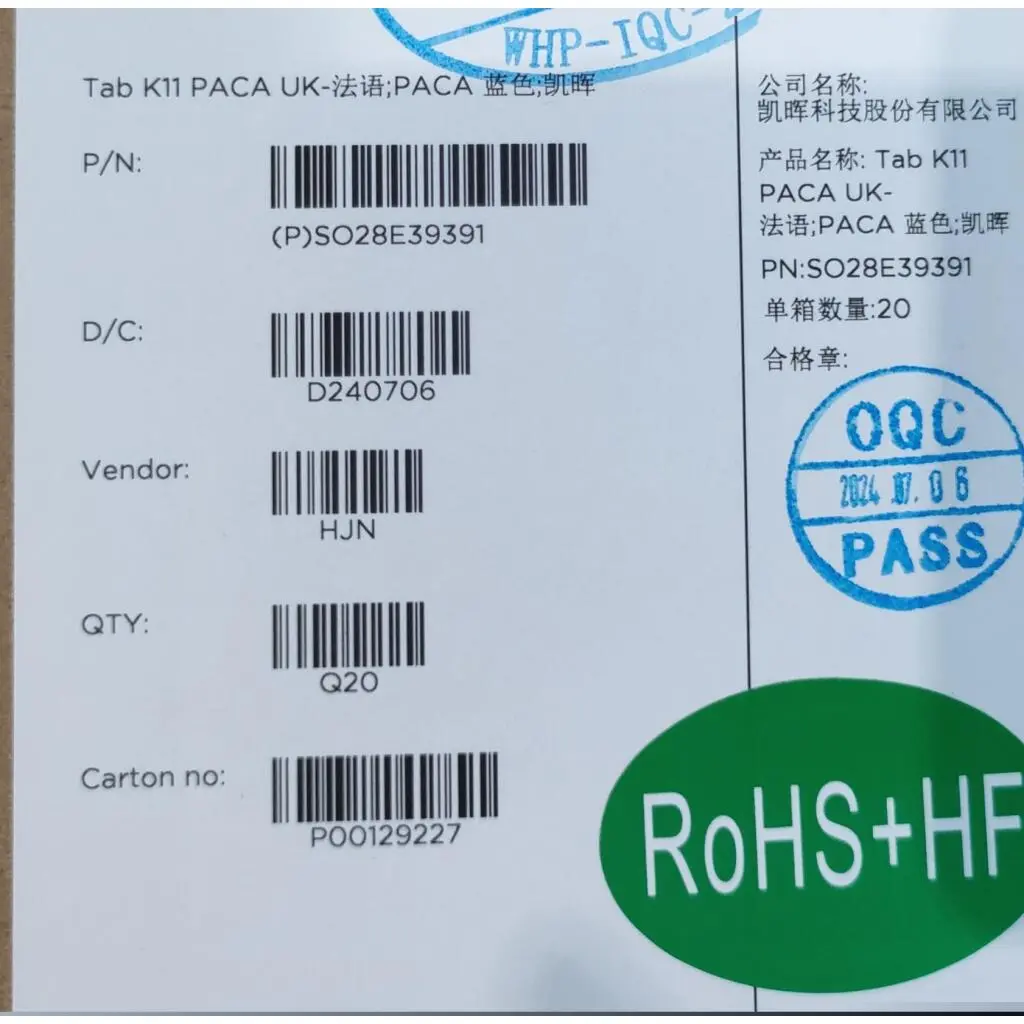 WHP-IQC-2
Tab K11 PACA UK-法语;PACA 蓝色;凯晖
P/N:
(P)SO28E39391
D/C:
D240706
Vendor:
HJN
QTY:
Q20
Carton no:
P00129227
公司名称:
凯晖科技股份有限公司
产品名称: Tab K11
PACA UK-
法语;PACA 蓝色;凯晖
PN:SO28E39391
单箱数量:20
合格章:
OQC
2024.07.06
PASS
RoHS+HF